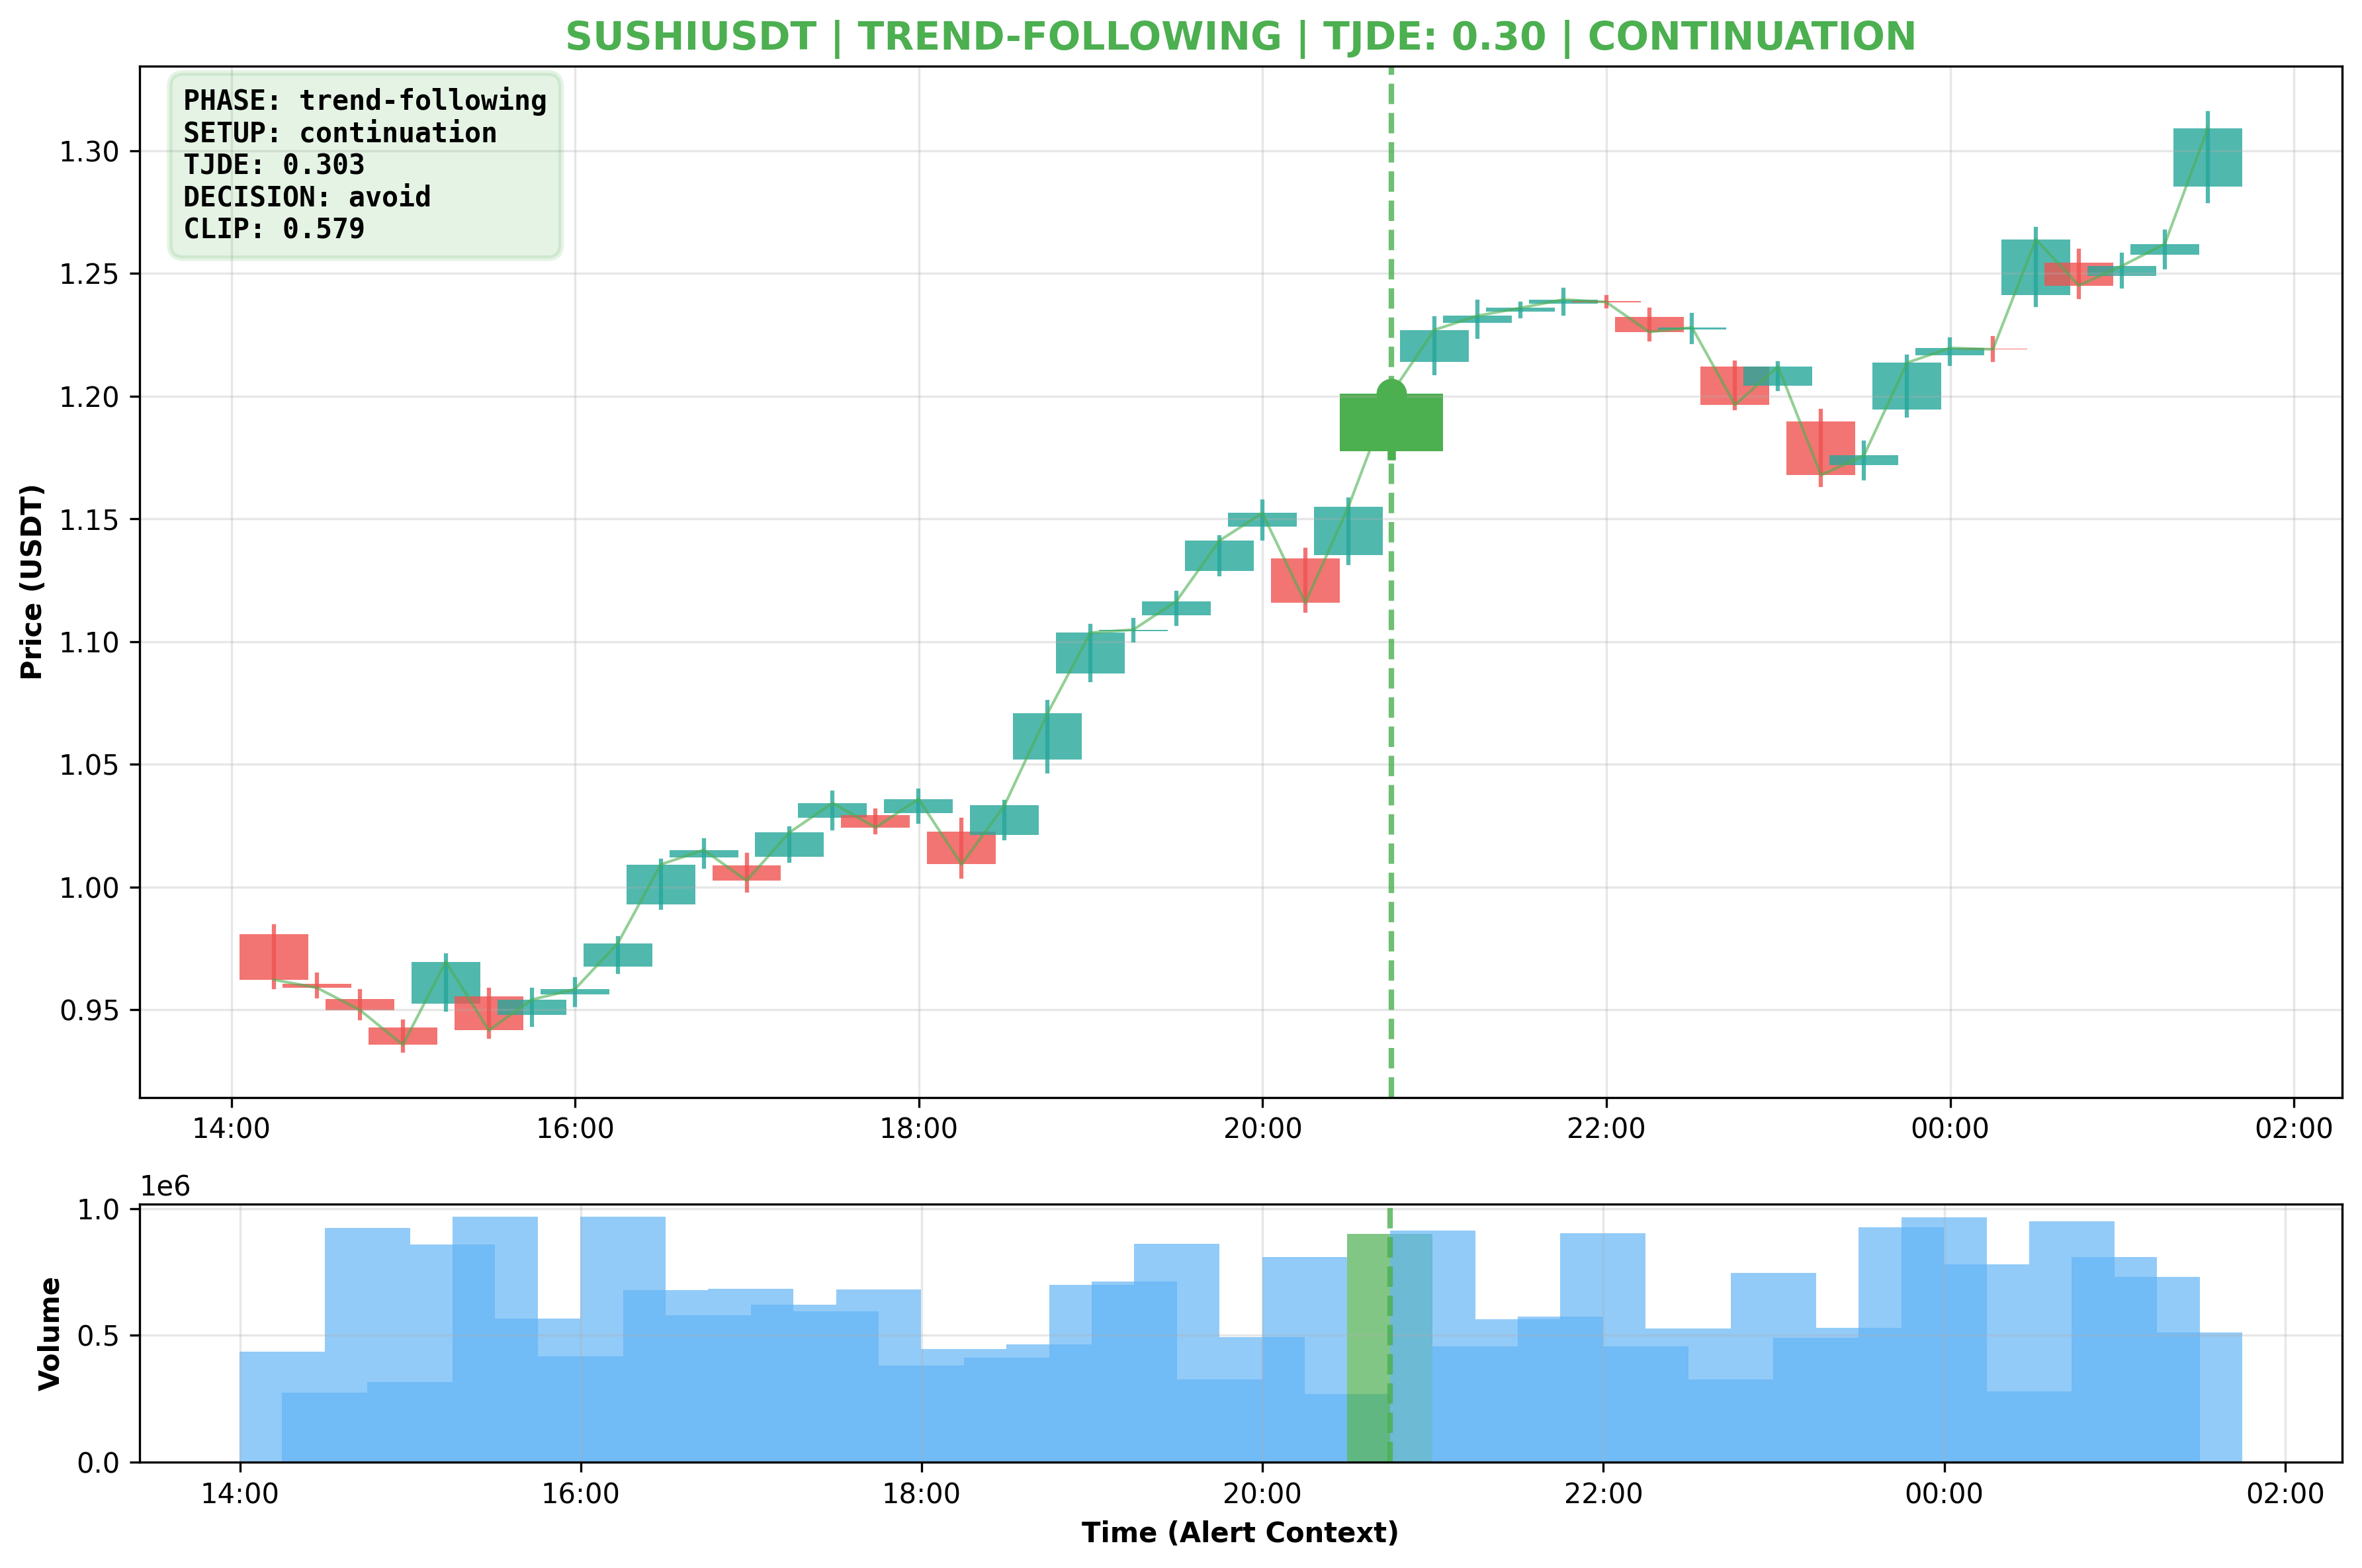 SUSHIUSDT | TREND-FOLLOWING | TJDE: 0.30 | CONTINUATION
PHASE: trend-following
SETUP: continuation
TJDE: 0.303
DECISION: avoid
CLIP: 0.579
Price (USDT)
1.30
1.25
1.20
1.15
1.10
1.05
1.00
0.95
14:00 16:00 18:00 20:00 22:00 00:00 02:00
1e6
Volume
1.0
0.5
0.0
14:00 16:00 18:00 20:00 22:00 00:00 02:00
Time (Alert Context)